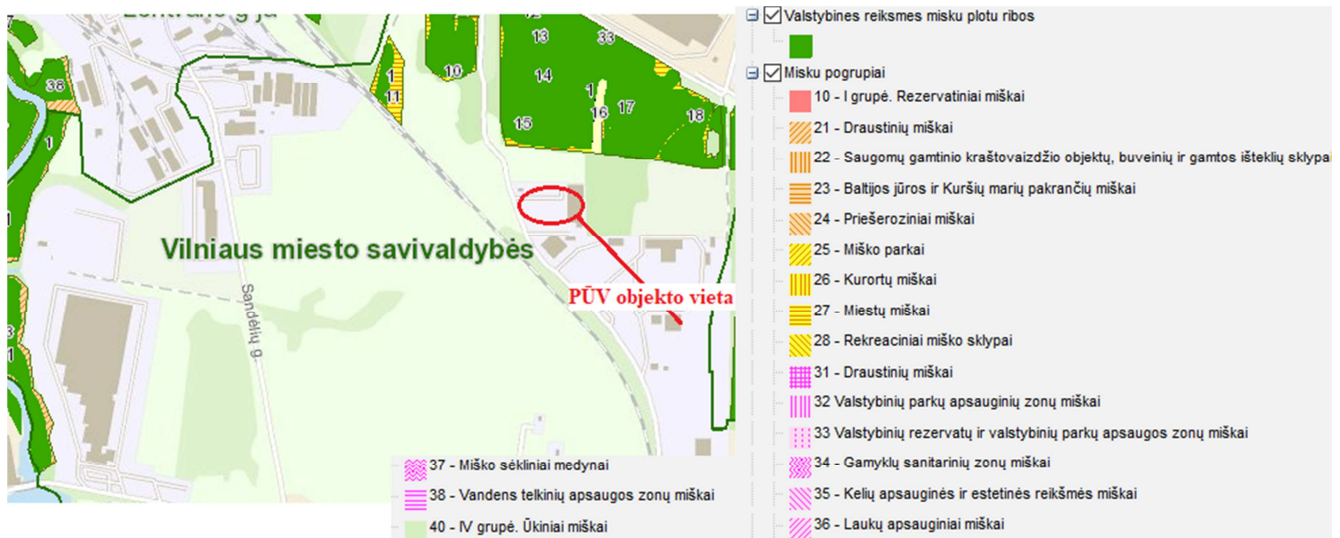 38
1
1
3
1
1
11
10
12
13
33
14
1
16
17
18
15
Vilniaus miesto savivaldybės
PŪV objekto vieta
Sandėlių g.
Valstybines reiksmes misku plotu ribos
Misku pogrupiai
10 - I grupė. Rezervatiniai miškai
21 - Draustinių miškai
22 - Saugomų gamtinio kraštovaizdžio objektų, buveinių ir gamtos išteklių sklypai
23 - Baltijos jūros ir Kuršių marių pakrančių miškai
24 - Priešeroziniai miškai
25 - Miško parkai
26 - Kurortų miškai
27 - Miestų miškai
28 - Rekreaciniai miško sklypai
31 - Draustinių miškai
32 Valstybinių parkų apsauginių zonų miškai
33 Valstybinių rezervatų ir valstybinių parkų apsaugos zonų miškai
34 - Gamyklų sanitarinių zonų miškai
35 - Kelių apsauginės ir estetinės reikšmės miškai
36 - Laukų apsauginiai miškai
37 - Miško sėkliniai medynai
38 - Vandens telkinių apsaugos zonų miškai
40 - IV grupė. Ūkiniai miškai